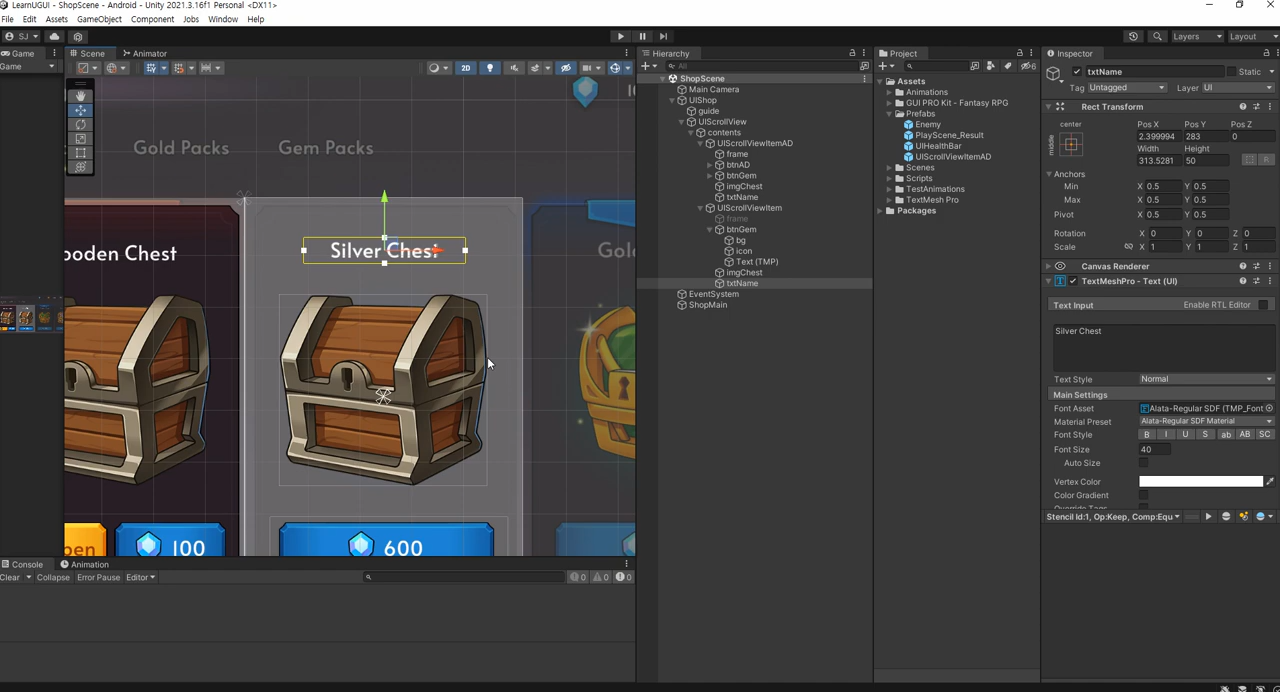 LearnUGUI - ShopScene - Android - Unity 2021.3.16f1 Personal <DX11>
File Edit Assets GameObject Component Jobs Window Help
SJ
Layers
Layout
Game
Scene
Animator
Game
2D
Gold Packs
Gem Packs
ooden Chest
Silver Chest
Gol
pen
100
600
Console
Animation
Clear
Collapse
Error Pause
Editor
0
0
0
Hierarchy
All
ShopScene
Main Camera
UIShop
guide
UIScrollView
contents
UIScrollViewItemAD
frame
btnAD
btnGem
imgChest
txtName
UIScrollViewItem
frame
btnGem
bg
icon
Text (TMP)
imgChest
txtName
EventSystem
ShopMain
Project
6
Assets
Animations
GUI PRO Kit - Fantasy RPG
Prefabs
Enemy
PlayScene_Result
UIHealthBar
UIScrollViewItemAD
Scenes
Scripts
TestAnimations
TextMesh Pro
Packages
Inspector
txtName
Static
Tag Untagged
Layer UI
Rect Transform
center
middle
Pos X Pos Y Pos Z
2.399994 283 0
Width Height
313.5281 50
R
Anchors
Min X 0.5 Y 0.5
Max X 0.5 Y 0.5
Pivot X 0.5 Y 0.5
Rotation X 0 Y 0 Z 0
Scale X 1 Y 1 Z 1
Canvas Renderer
TextMeshPro - Text (UI)
Text Input
Enable RTL Editor
Silver Chest
Text Style Normal
Main Settings
Font Asset Alata-Regular SDF (TMP_Font
Material Preset Alata-Regular SDF Material
Font Style B I U S ab AB SC
Font Size 40
Auto Size
Vertex Color
Color Gradient
Override Tags
Stencil Id:1, Op:Keep, Comp:Equ